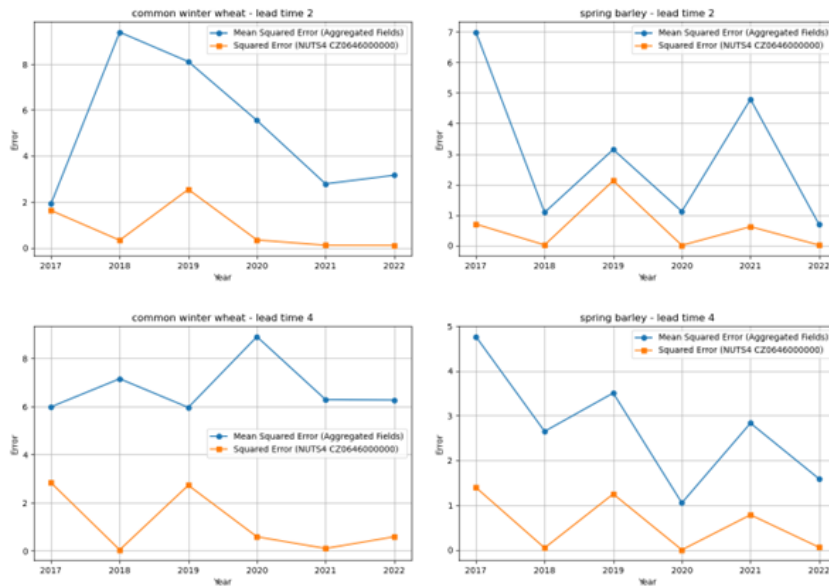 common winter wheat - lead time 2
Mean Squared Error (Aggregated Fields)
Squared Error (NUTS4 CZ0646000000)
Error
8
6
4
2
0
2017 2018 2019 2020 2021 2022
Year
spring barley - lead time 2
Mean Squared Error (Aggregated Fields)
Squared Error (NUTS4 CZ0646000000)
Error
7
6
5
4
3
2
1
0
2017 2018 2019 2020 2021 2022
Year
common winter wheat - lead time 4
Mean Squared Error (Aggregated Fields)
Squared Error (NUTS4 CZ0646000000)
Error
8
6
4
2
0
2017 2018 2019 2020 2021 2022
Year
spring barley - lead time 4
Mean Squared Error (Aggregated Fields)
Squared Error (NUTS4 CZ0646000000)
Error
5
4
3
2
1
0
2017 2018 2019 2020 2021 2022
Year